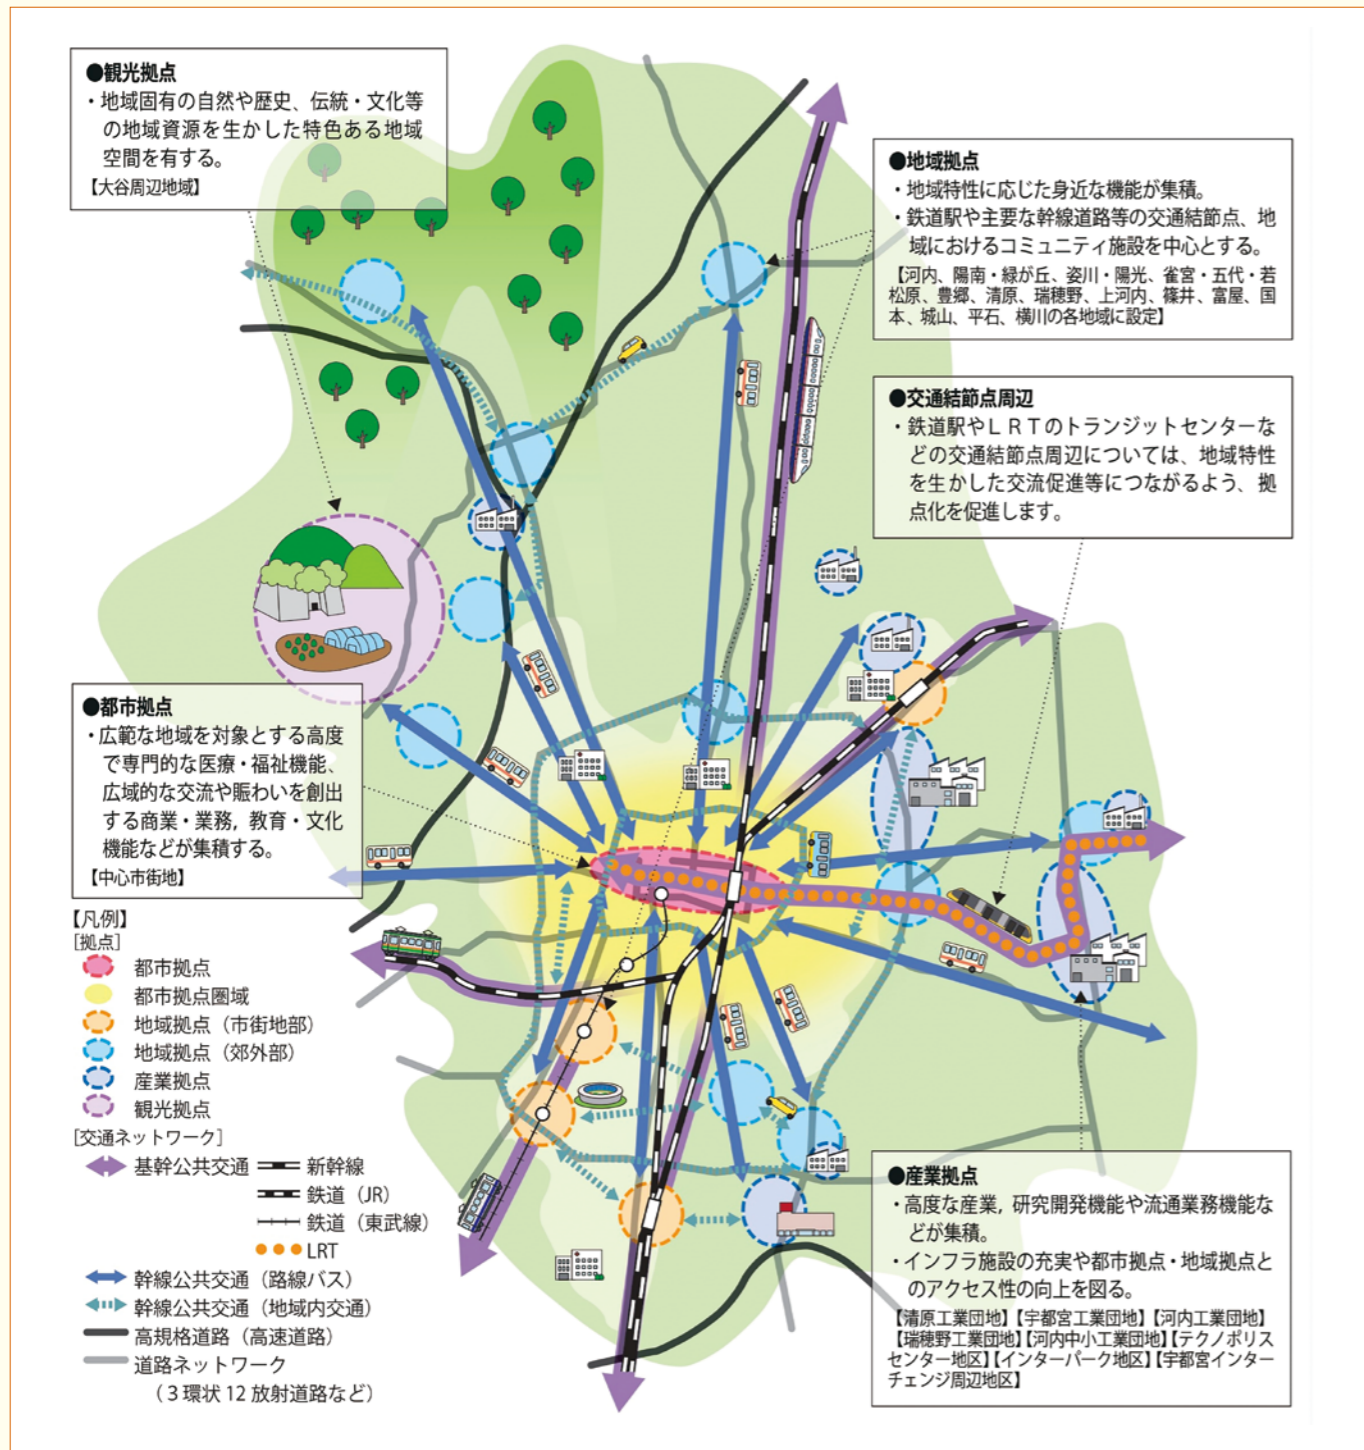 ●観光拠点
・地域固有の自然や歴史、伝統・文化等
の地域資源を生かした特色ある地域
空間を有する。
【大谷周辺地域】
●地域拠点
・地域特性に応じた身近な機能が集積。
・鉄道駅や主要な幹線道路等の交通結節点、地
域におけるコミュニティ施設を中心とする。
【河内、陽南・緑が丘、姿川・陽光、雀宮・五代・若
松原、豊郷、清原、瑞穂野、上河内、篠井、富屋、国
本、城山、平石、横川の各地域に設定】
●交通結節点周辺
・鉄道駅やＬＲＴのトランジットセンターな
どの交通結節点周辺については、地域特性
を生かした交流促進等につながるよう、拠
点化を促進します。
●都市拠点
・広範な地域を対象とする高度
で専門的な医療・福祉機能、
広域的な交流や賑わいを創出
する商業・業務，教育・文化
機能などが集積する。
【中心市街地】
【凡例】
［拠点］
都市拠点
都市拠点圏域
地域拠点（市街地部）
地域拠点（郊外部）
産業拠点
観光拠点
［交通ネットワーク］
基幹公共交通 新幹線
鉄道（JR）
鉄道（東武線）
LRT
幹線公共交通（路線バス）
幹線公共交通（地域内交通）
高規格道路（高速道路）
道路ネットワーク
（３環状 12 放射道路など）
●産業拠点
・高度な産業，研究開発機能や流通業務機能な
どが集積。
・インフラ施設の充実や都市拠点・地域拠点と
のアクセス性の向上を図る。
【清原工業団地】【宇都宮工業団地】【河内工業団地】
【瑞穂野工業団地】【河内中小工業団地】【テクノポリス
センター地区】【インターパーク地区】【宇都宮インター
チェンジ周辺地区】